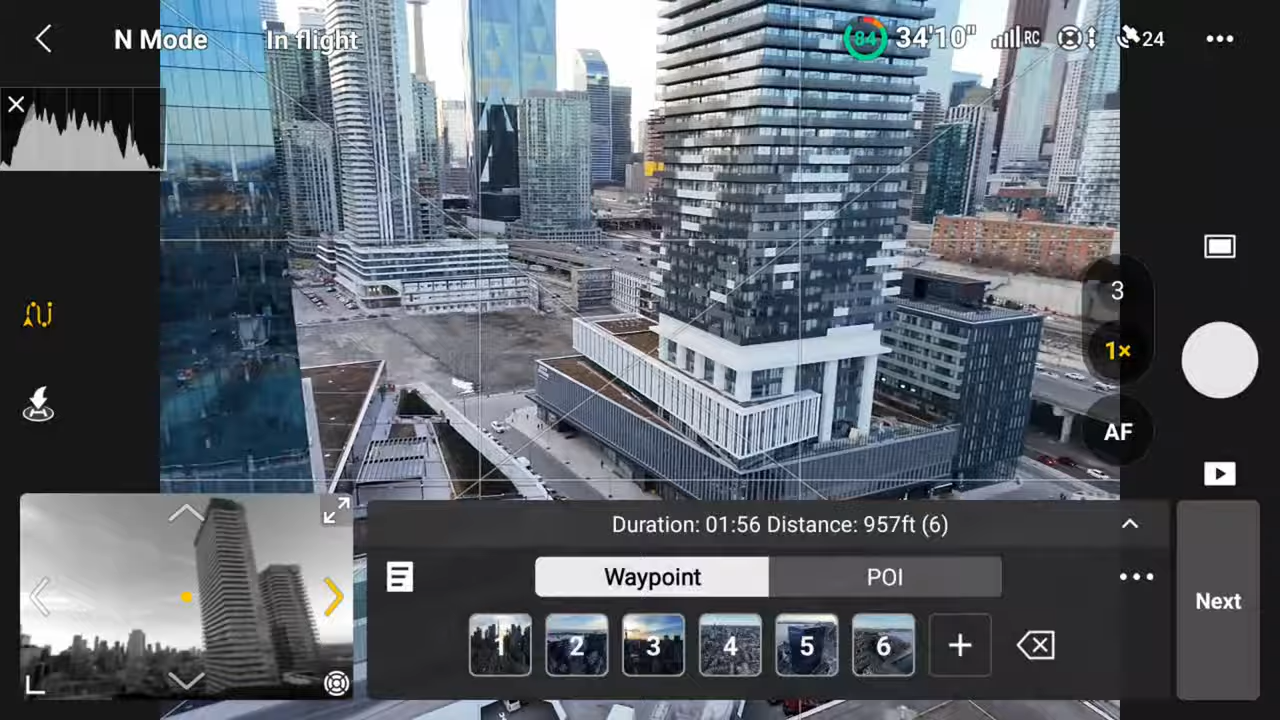 N Mode In flight 84 34'10" RC 24
3
1×
AF
Duration: 01:56 Distance: 957ft (6)
Waypoint POI
Next
1 2 3 4 5 6 +